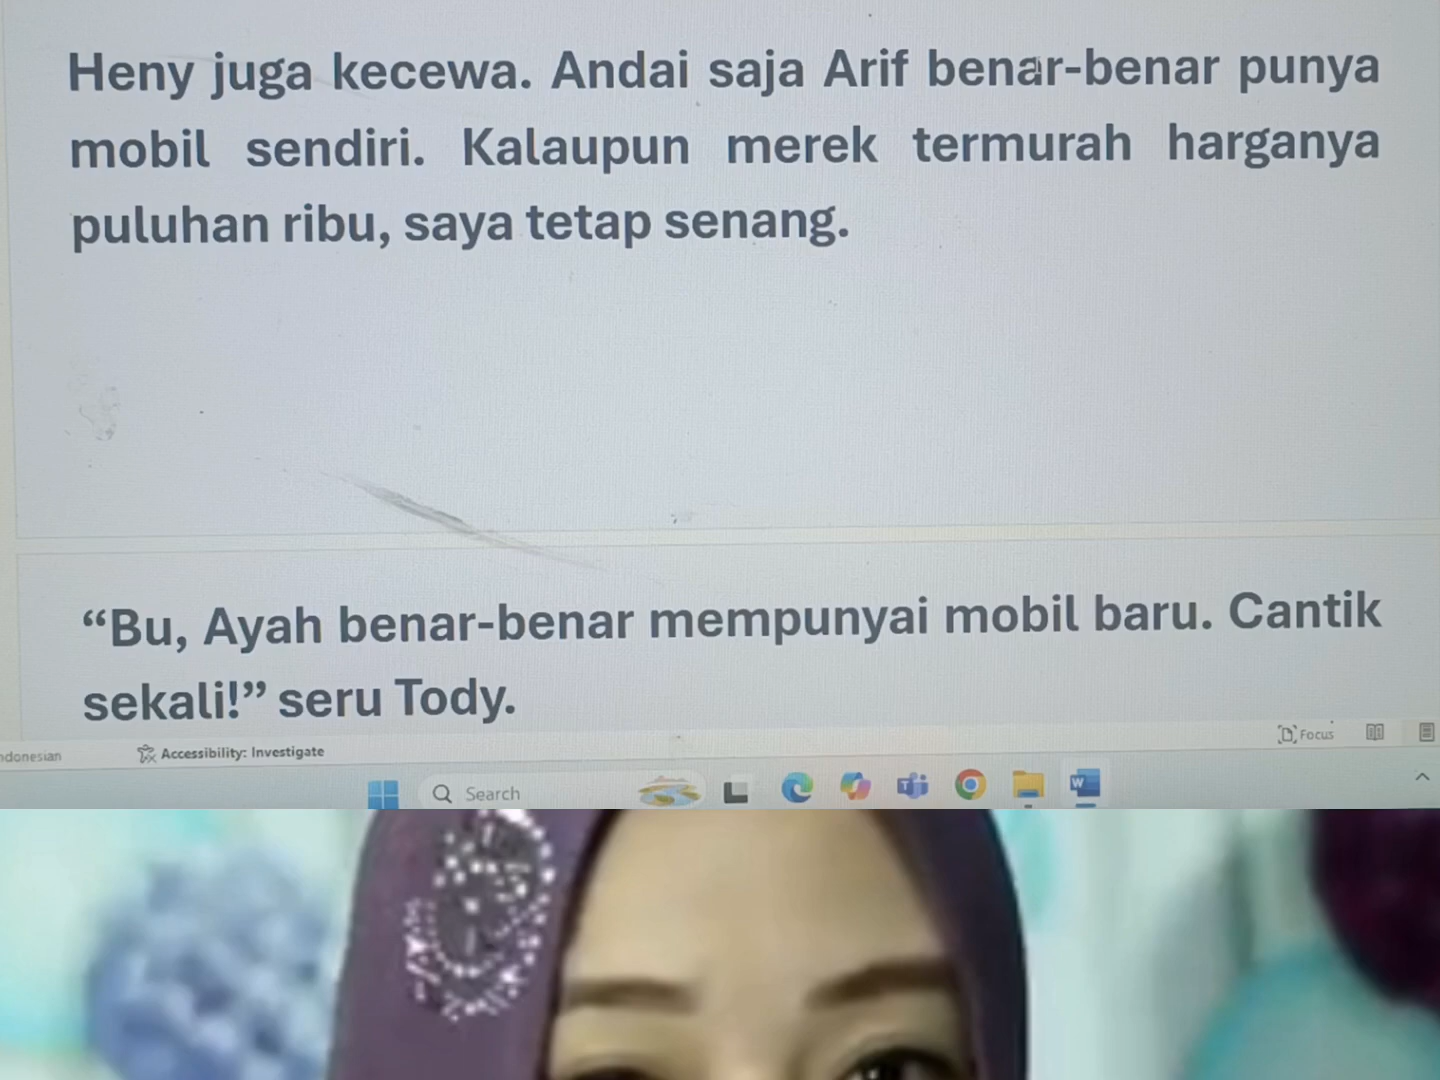 Heny juga kecewa. Andai saja Arif benar-benar punya
mobil sendiri. Kalaupun merek termurah harganya
puluhan ribu, saya tetap senang.
“Bu, Ayah benar-benar mempunyai mobil baru. Cantik
sekali!” seru Tody.
ndonesian
Accessibility: Investigate
Focus
Search